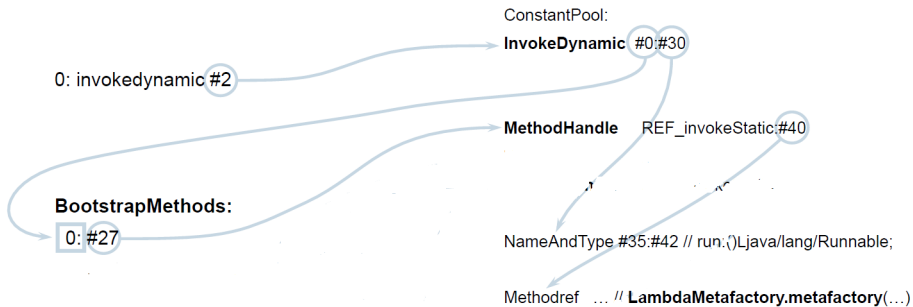 ConstantPool:
InvokeDynamic #0:#30
0: invokedynamic #2
MethodHandle REF_invokeStatic:#40
BootstrapMethods:
0: #27
NameAndType #35:#42 // run:()Ljava/lang/Runnable;
Methodref ... // LambdaMetafactory.metafactory(...)